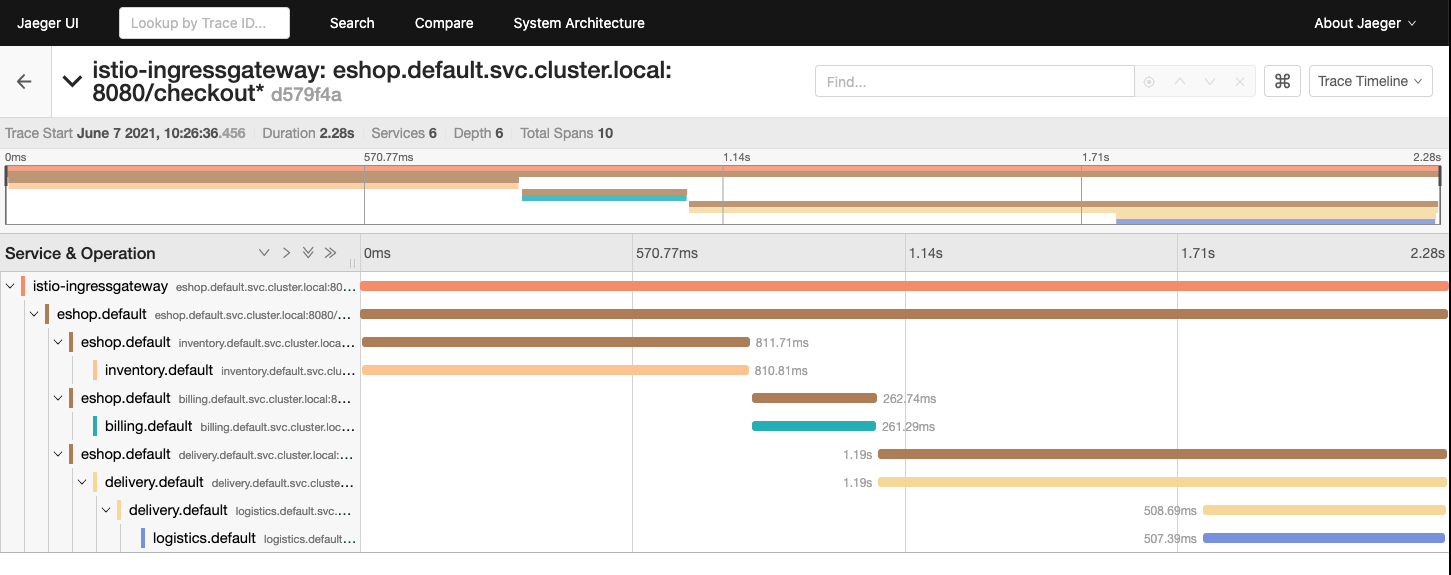 Jaeger UI Lookup by Trace ID... Search Compare System Architecture About Jaeger
istio-ingressgateway: eshop.default.svc.cluster.local:
8080/checkout* d579f4a
Find... ⌘ Trace Timeline
Trace Start June 7 2021, 10:26:36.456 Duration 2.28s Services 6 Depth 6 Total Spans 10
0ms 570.77ms 1.14s 1.71s 2.28s
Service & Operation 0ms 570.77ms 1.14s 1.71s 2.28s
istio-ingressgateway eshop.default.svc.cluster.local:80...
eshop.default eshop.default.svc.cluster.local:8080/...
eshop.default inventory.default.svc.cluster.loca... 811.71ms
inventory.default inventory.default.svc.clu... 810.81ms
eshop.default billing.default.svc.cluster.local:8... 262.74ms
billing.default billing.default.svc.cluster.loc... 261.29ms
eshop.default delivery.default.svc.cluster.local:... 1.19s
delivery.default delivery.default.svc.cluste... 1.19s
delivery.default logistics.default.svc.... 508.69ms
logistics.default logistics.default... 507.39ms